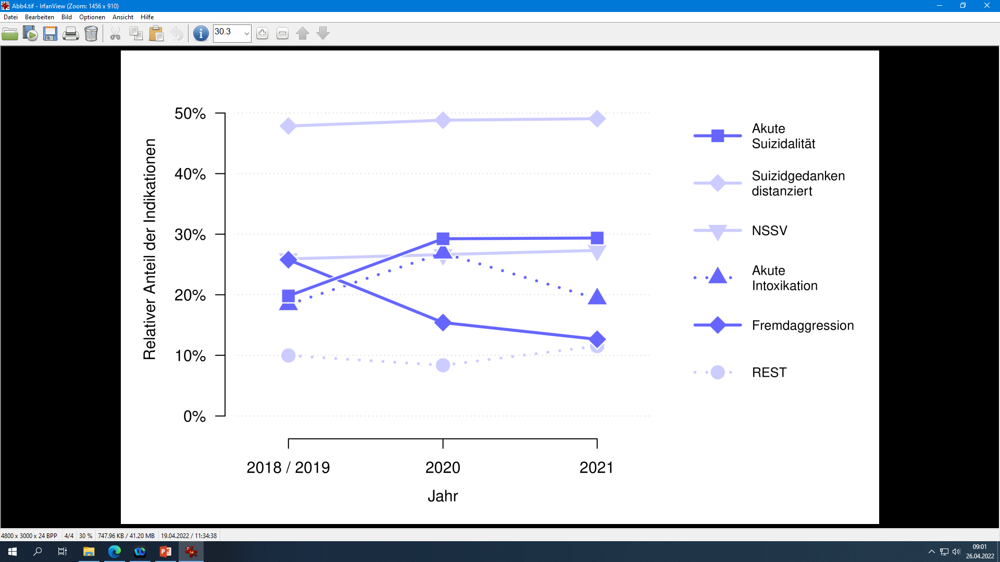 Abb4.tif - IrfanView (Zoom: 1456 x 910)
Datei Bearbeiten Bild Optionen Ansicht Hilfe
30.3
50%
40%
30%
20%
10%
0%
Relativer Anteil der Indikationen
2018 / 2019
2020
2021
Jahr
Akute
Suizidalität
Suizidgedanken
distanziert
NSSV
Akute
Intoxikation
Fremdaggression
REST
4800 x 3000 x 24 BPP 4/4 30 % 747.96 KB / 41.20 MB 19.04.2022 / 11:34:38
09:01
26.04.2022